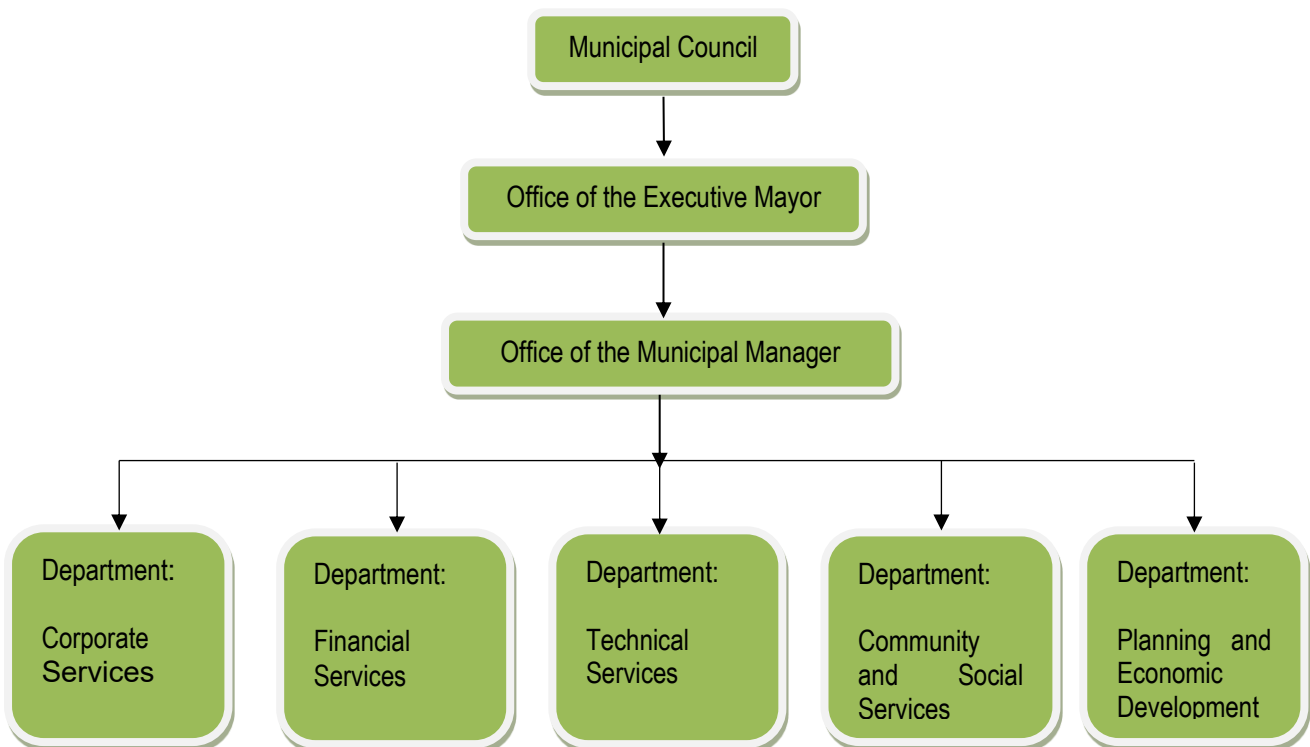 Municipal Council
Office of the Executive Mayor
Office of the Municipal Manager
Department:
Corporate
Services
Department:
Financial
Services
Department:
Technical
Services
Department:
Community
and Social
Services
Department:
Planning and
Economic
Development